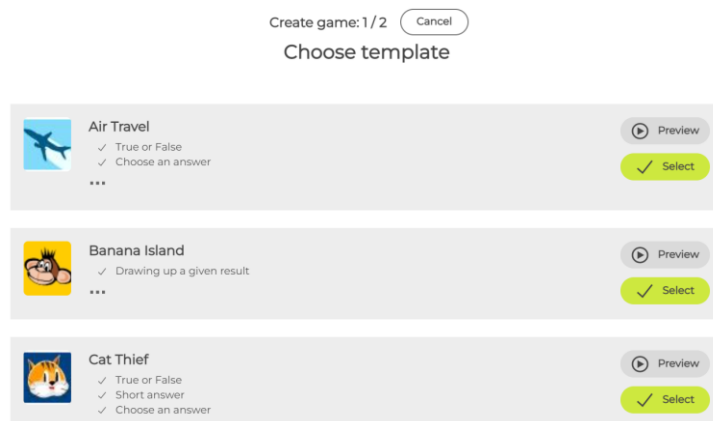 Create game: 1 / 2 Cancel
Choose template
Air Travel
True or False
Choose an answer
...
Preview
Select
Banana Island
Drawing up a given result
...
Preview
Select
Cat Thief
True or False
Short answer
Choose an answer
Preview
Select